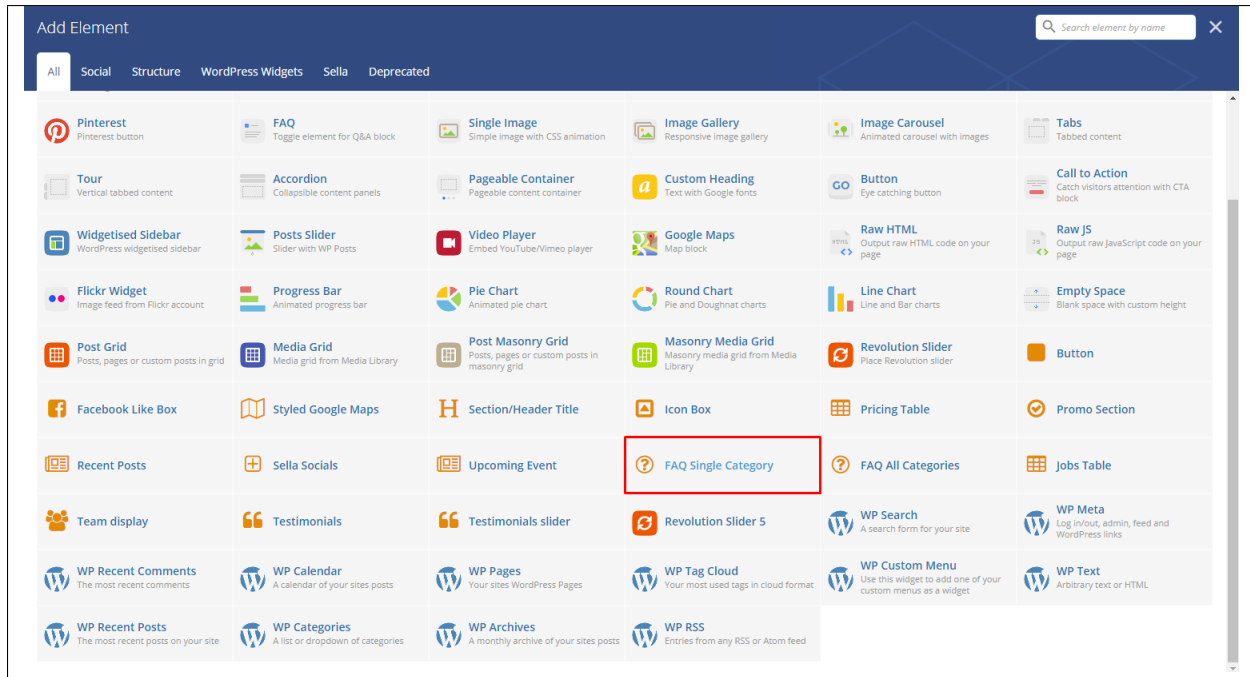 Add Element
Search element by name
All Social Structure WordPress Widgets Sella Deprecated
Pinterest
Pinterest button
FAQ
Toggle element for Q&A block
Single Image
Simple image with CSS animation
Image Gallery
Responsive image gallery
Image Carousel
Animated carousel with images
Tabs
Tabbed content
Tour
Vertical tabbed content
Accordion
Collapsible content panels
Pageable Container
Pageable content container
a
Custom Heading
Text with Google fonts
GO
Button
Eye catching button
Call to Action
Catch visitors attention with CTA
block
Widgetised Sidebar
WordPress widgetised sidebar
Posts Slider
Slider with WP Posts
Video Player
Embed YouTube/Vimeo player
Google Maps
Map block
HTML
Raw HTML
Output raw HTML code on your
page
JS
Raw JS
Output raw JavaScript code on your
page
Flickr Widget
Image feed from Flickr account
Progress Bar
Animated progress bar
Pie Chart
Animated pie chart
Round Chart
Pie and Doughnat charts
Line Chart
Line and Bar charts
Empty Space
Blank space with custom height
Post Grid
Posts, pages or custom posts in grid
Media Grid
Media grid from Media Library
Post Masonry Grid
Posts, pages or custom posts in
masonry grid
Masonry Media Grid
Masonry media grid from Media
Library
Revolution Slider
Place Revolution slider
Button
Facebook Like Box
Styled Google Maps
H Section/Header Title
Icon Box
Pricing Table
Promo Section
Recent Posts
Sella Socials
Upcoming Event
FAQ Single Category
FAQ All Categories
Jobs Table
Team display
Testimonials
Testimonials slider
Revolution Slider 5
WP Search
A search form for your site
WP Meta
Log in/out, admin, feed and
WordPress links
WP Recent Comments
The most recent comments
WP Calendar
A calendar of your sites posts
WP Pages
Your sites WordPress Pages
WP Tag Cloud
Your most used tags in cloud format
WP Custom Menu
Use this widget to add one of your
custom menus as a widget
WP Text
Arbitrary text or HTML
WP Recent Posts
The most recent posts on your site
WP Categories
A list or dropdown of categories
WP Archives
A monthly archive of your sites posts
WP RSS
Entries from any RSS or Atom feed